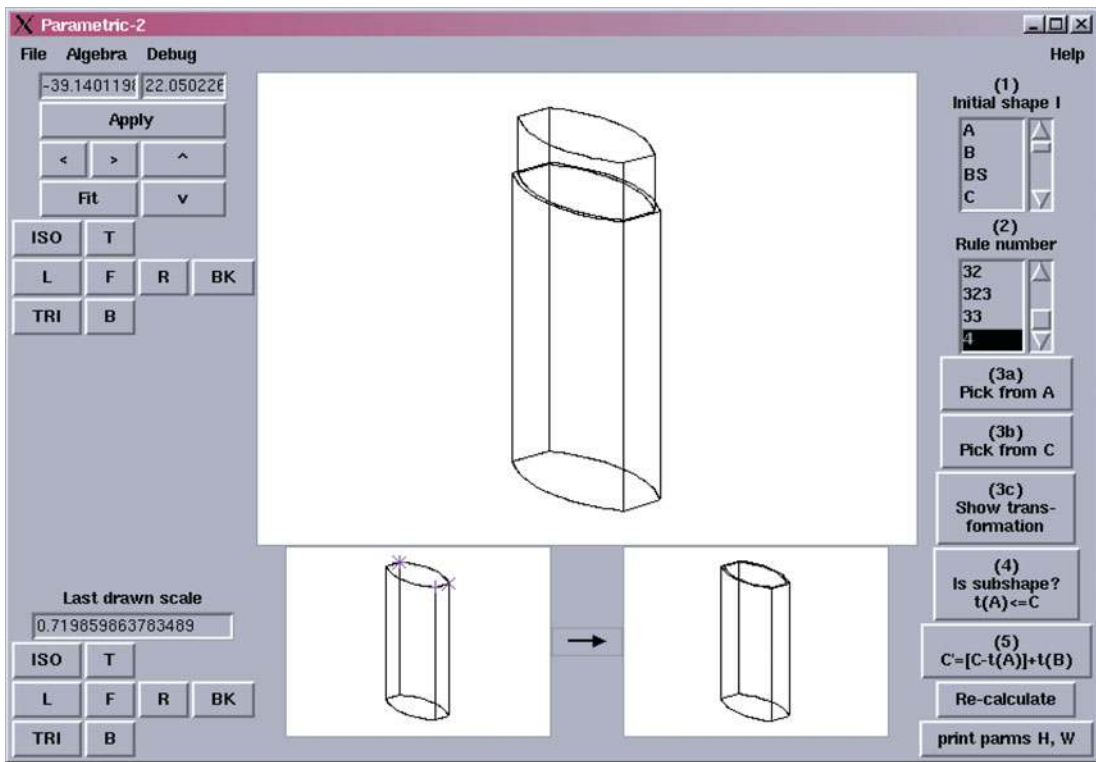 Parametric-2
File Algebra Debug Help
-39.1401198 22.050226
Apply
< > ^
Fit v
ISO T
L F R BK
TRI B
(1)
Initial shape I
A
B
BS
C
(2)
Rule number
32
323
33
4
(3a)
Pick from A
(3b)
Pick from C
(3c)
Show trans-
formation
(4)
Is subshape?
t(A)<=C
(5)
C'=[C-t(A)]+t(B)
Re-calculate
print parms H, W
Last drawn scale
0.719859863783489
ISO T
L F R BK
TRI B